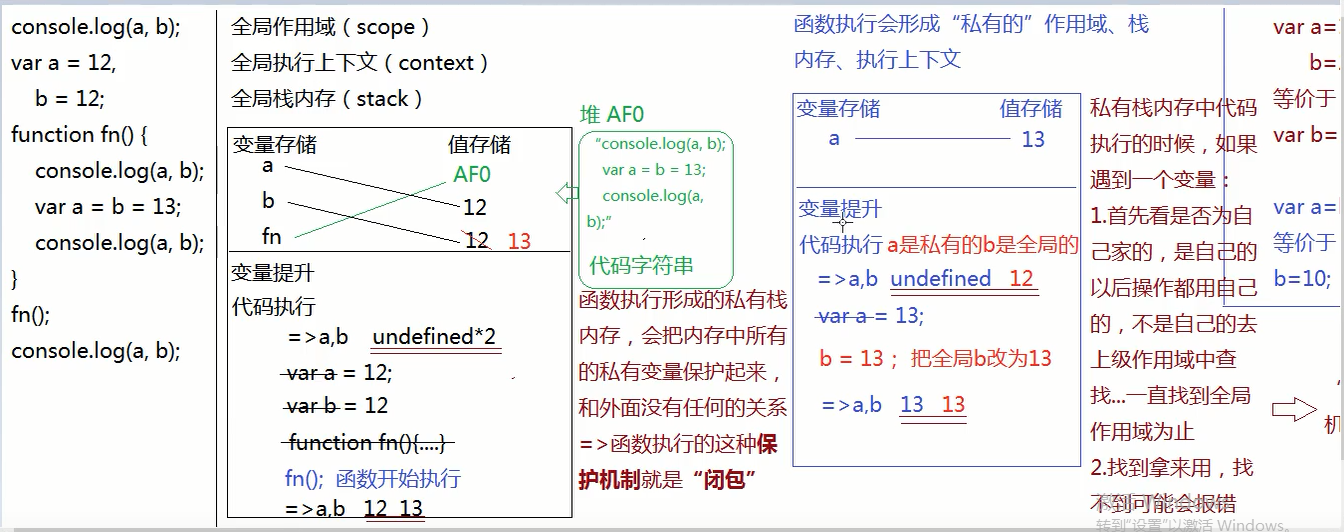 console.log(a, b);
var a = 12,
b = 12;
function fn() {
console.log(a, b);
var a = b = 13;
console.log(a, b);
}
fn();
console.log(a, b);
全局作用域（scope）
全局执行上下文（context）
全局栈内存（stack）
变量存储 值存储
a
AF0
b
12
fn
12 13
变量提升
代码执行
=>a,b undefined*2
var a = 12;
var b = 12
function fn(){....}
fn(); 函数开始执行
=>a,b 12 13
堆 AF0
“console.log(a, b);
var a = b = 13;
console.log(a,
b);”
代码字符串
函数执行形成的私有栈
内存，会把内存中所有
的私有变量保护起来，
和外面没有任何的关系
=>函数执行的这种保
护机制就是“闭包”
函数执行会形成“私有的”作用域、栈
内存、执行上下文
变量存储 值存储
a 13
变量提升
代码执行 a是私有的b是全局的
=>a,b undefined 12
var a = 13;
b = 13； 把全局b改为13
=>a,b 13 13
私有栈内存中代码
执行的时候，如果
遇到一个变量：
1.首先看是否为自
己家的，是自己的
以后操作都用自己
的，不是自己的去
上级作用域中查
找...一直找到全局
作用域为止
2.找到拿来用，找
不到可能会报错
var a=
b=
等价于
var b=
var a=
等价于
b=10;
机
激活 Windows
转到“设置”以激活 Windows。